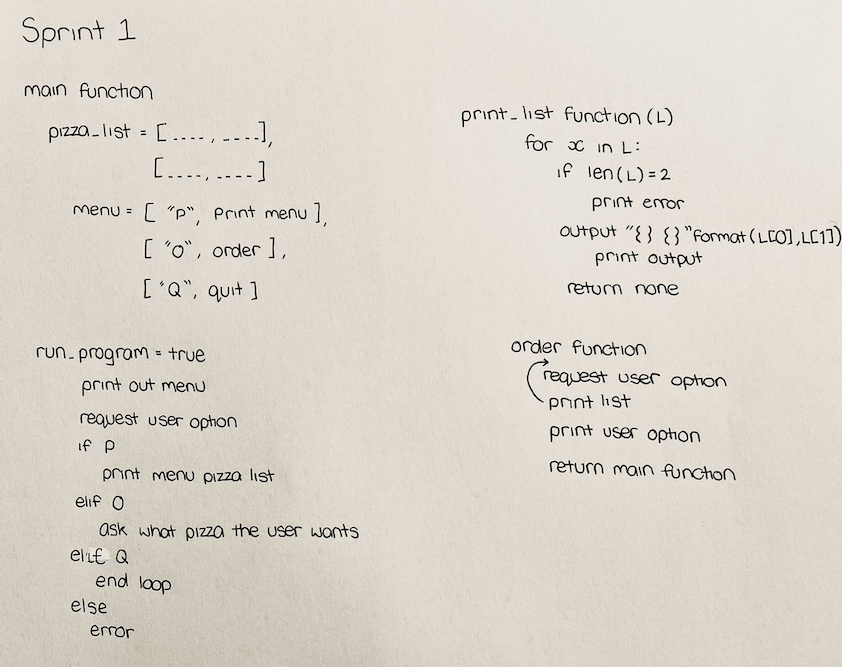 Sprint 1
main function
pizza_list = [ ----, ----],
[----, ----]
menu = [ "P", Print menu ],
[ "O", order ],
[ "Q", quit ]
run_program = true
print out menu
request user option
if P
print menu pizza list
elif O
ask what pizza the user wants
elif Q
end loop
else
error
print_list function (L)
for x in L:
if len(L) = 2
print error
output "{} {}" format (L[0], L[1])
print output
return none
order function
request user option
print list
print user option
return main function